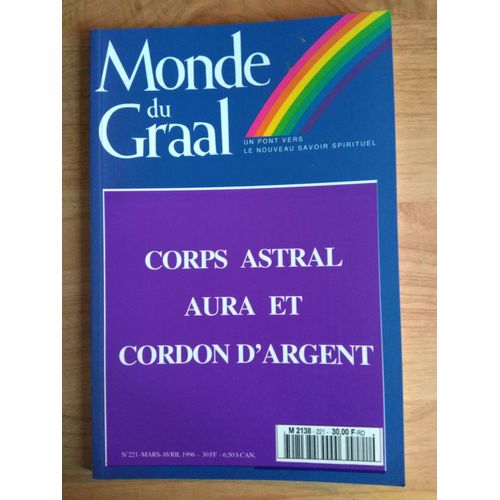 Monde
du
Graal
UN PONT VERS
LE NOUVEAU SAVOIR SPIRITUEL
CORPS ASTRAL
AURA ET
CORDON D'ARGENT
M 2138 - 221 - 30,00 F-RD
N° 221 -MARS-AVRIL 1996 - 30 FF - 6,50 $ CAN.